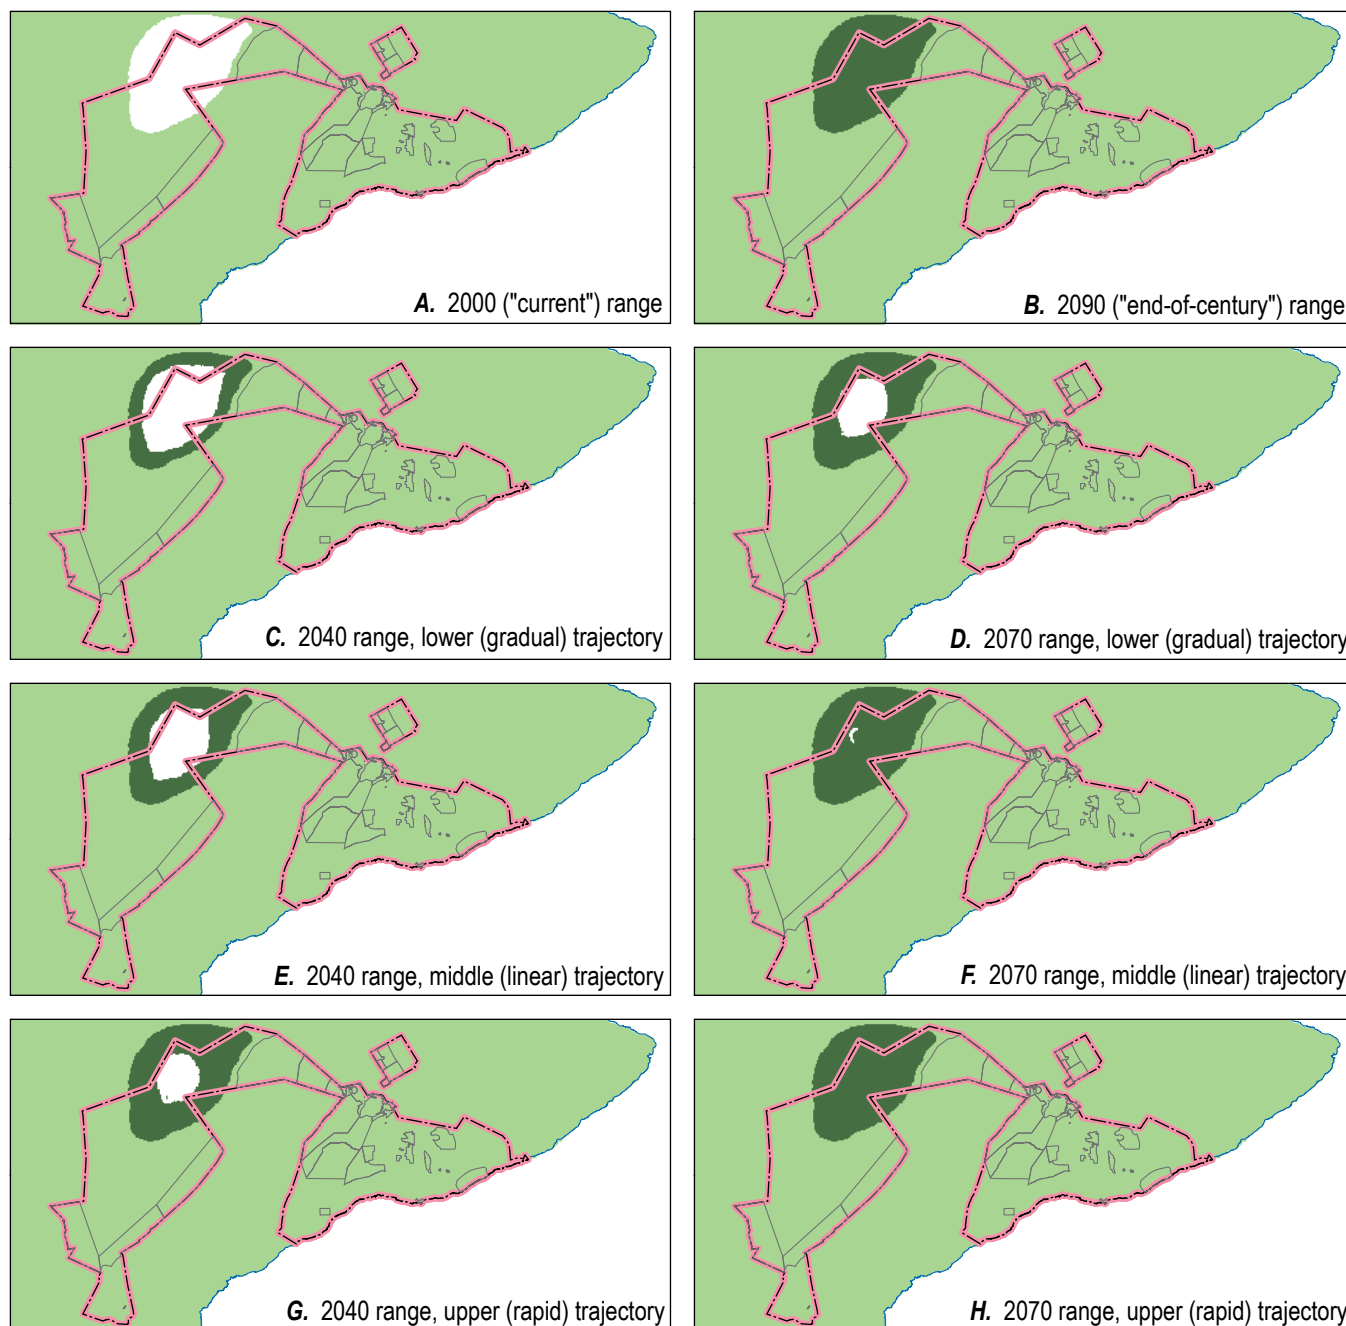 A. 2000 ("current") range
B. 2090 ("end-of-century") range
C. 2040 range, lower (gradual) trajectory
D. 2070 range, lower (gradual) trajectory
E. 2040 range, middle (linear) trajectory
F. 2070 range, middle (linear) trajectory
G. 2040 range, upper (rapid) trajectory
H. 2070 range, upper (rapid) trajectory